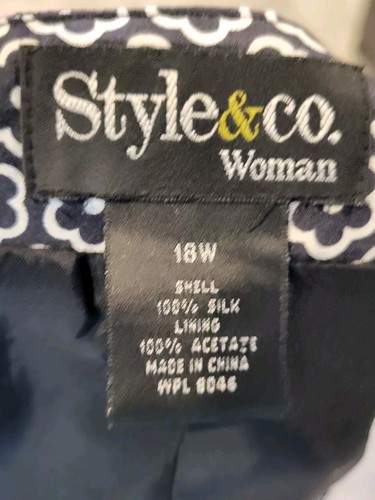 Style&co.
Woman
18W
SHELL
100% SILK
LINING
100% ACETATE
MADE IN CHINA
WPL 8046